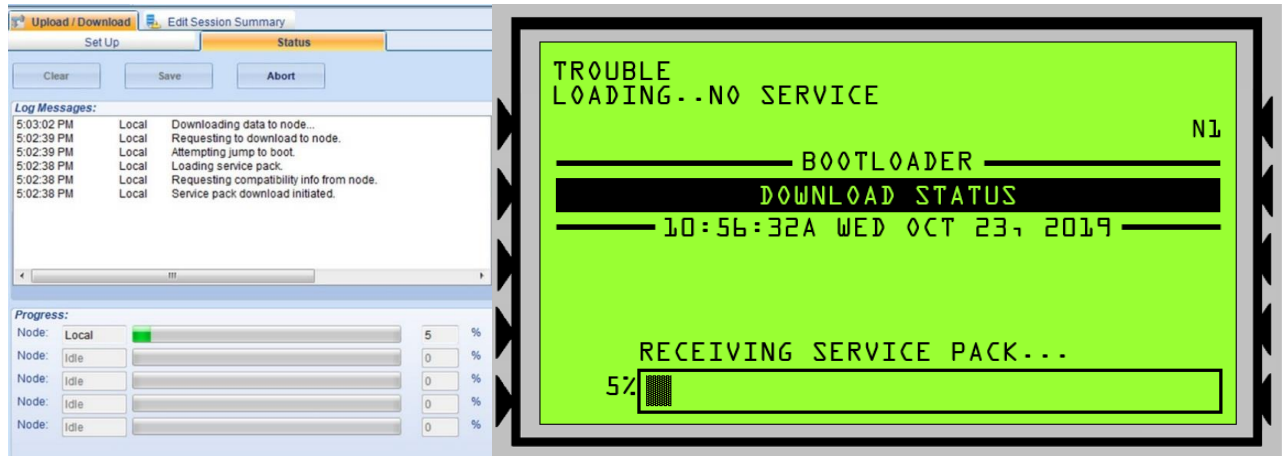 Upload / Download Edit Session Summary
Set Up Status
Clear Save Abort
Log Messages:
5:03:02 PM Local Downloading data to node...
5:02:39 PM Local Requesting to download to node.
5:02:39 PM Local Attempting jump to boot.
5:02:38 PM Local Loading service pack.
5:02:38 PM Local Requesting compatibility info from node.
5:02:38 PM Local Service pack download initiated.
Progress:
Node: Local 5 %
Node: Idle 0 %
Node: Idle 0 %
Node: Idle 0 %
Node: Idle 0 %
TROUBLE
LOADING..NO SERVICE
N1
BOOTLOADER
DOWNLOAD STATUS
10:56:32A WED OCT 23, 2019
RECEIVING SERVICE PACK...
5%